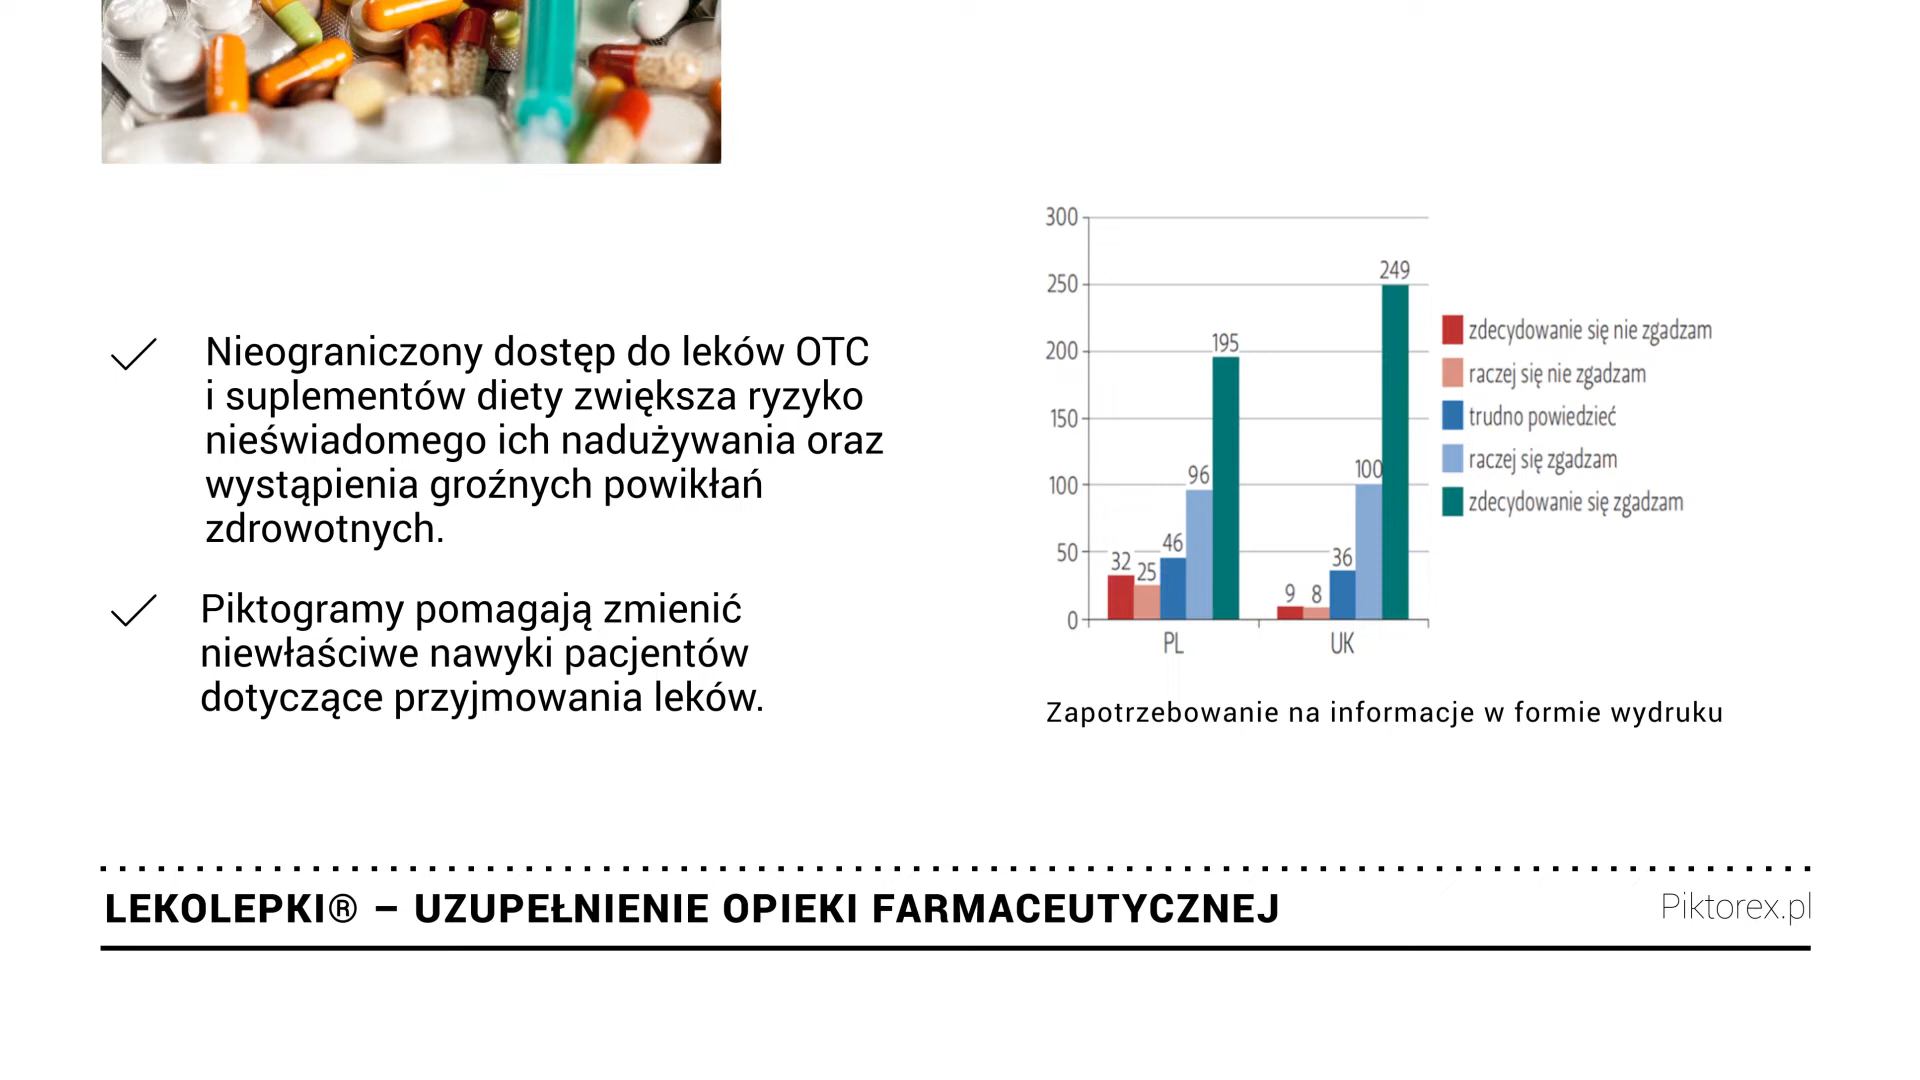 Nieograniczony dostęp do leków OTC
i suplementów diety zwiększa ryzyko
nieświadomego ich nadużywania oraz
wystąpienia groźnych powikłań
zdrowotnych.
Piktogramy pomagają zmienić
niewłaściwe nawyki pacjentów
dotyczące przyjmowania leków.
300
250
200
150
100
50
0
32
25
46
96
195
9
8
36
100
249
PL
UK
zdecydowanie się nie zgadzam
raczej się nie zgadzam
trudno powiedzieć
raczej się zgadzam
zdecydowanie się zgadzam
Zapotrzebowanie na informacje w formie wydruku
LEKOLEPKI® – UZUPEŁNIENIE OPIEKI FARMACEUTYCZNEJ
Piktorex.pl